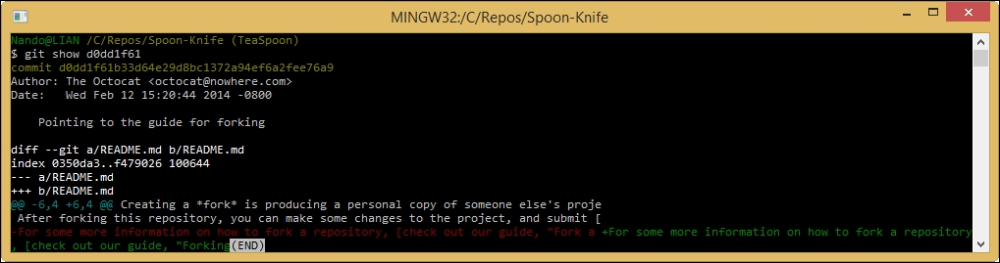 MINGW32:/C/Repos/Spoon-Knife
Nando@LIAN /C/Repos/Spoon-Knife (TeaSpoon)
$ git show d0dd1f61
commit d0dd1f61b33d64e29d8bc1372a94ef6a2fee76a9
Author: The Octocat <octocat@nowhere.com>
Date:   Wed Feb 12 15:20:44 2014 -0800
    Pointing to the guide for forking
diff --git a/README.md b/README.md
index 0350da3..f479026 100644
--- a/README.md
+++ b/README.md
@@ -6,4 +6,4 @@ Creating a *fork* is producing a personal copy of someone else's proje
 After forking this repository, you can make some changes to the project, and submit [
-For some more information on how to fork a repository, [check out our guide, "Fork a +For some more information on how to fork a repository
, [check out our guide, "Forking(END)